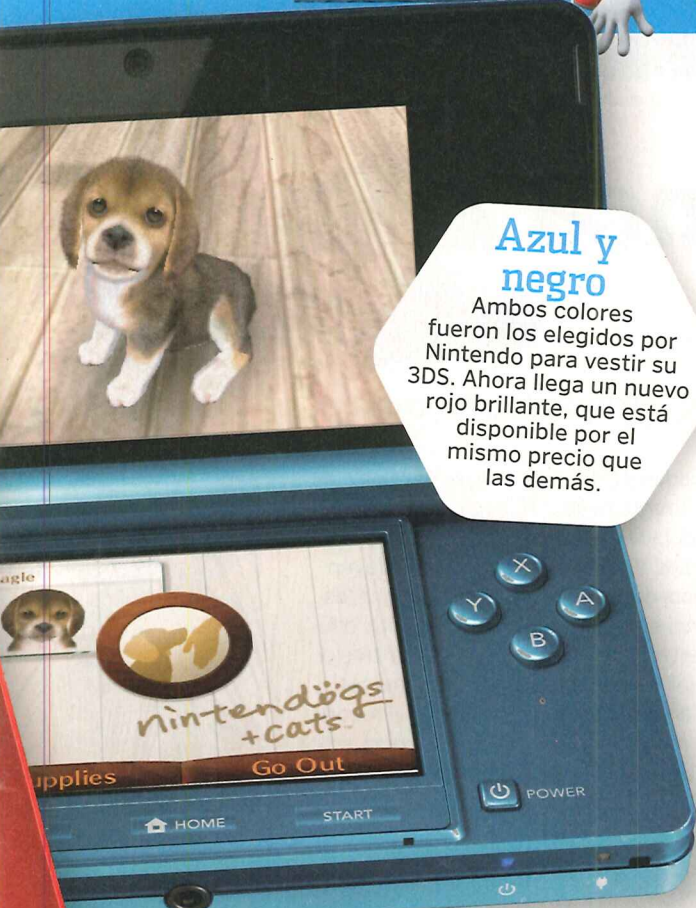 Azul y
negro
Ambos colores
fueron los elegidos por
Nintendo para vestir su
3DS. Ahora llega un nuevo
rojo brillante, que está
disponible por el
mismo precio que
las demás.
X
Y
A
B
agle
nintendögs
+cats
upplies
Go Out
HOME
START
POWER